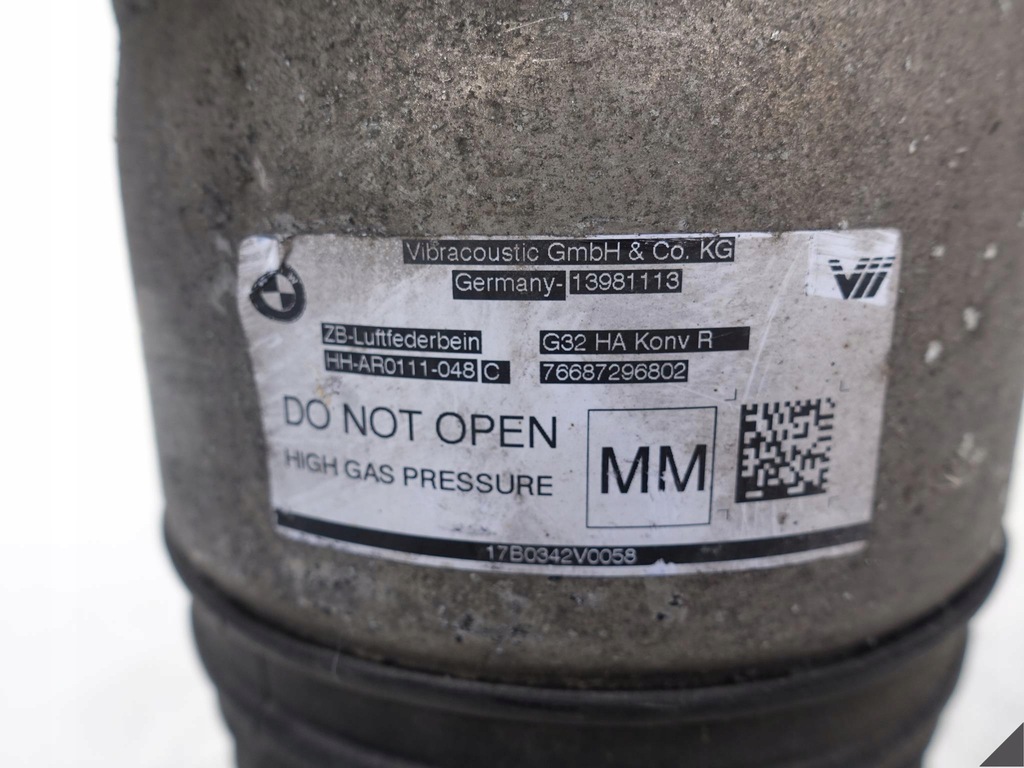 Vibracoustic GmbH & Co. KG
Germany-13981113
ZB-Luftfederbein G32 HA Konv R
HH-AR0111-048 C 76687296802
DO NOT OPEN
HIGH GAS PRESSURE
MM
17B0342V0058